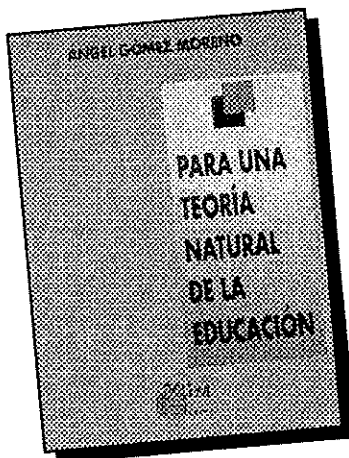 ANGEL GOMEZ MORENO
PARA UNA
TEORÍA
NATURAL
DE LA
EDUCACIÓN